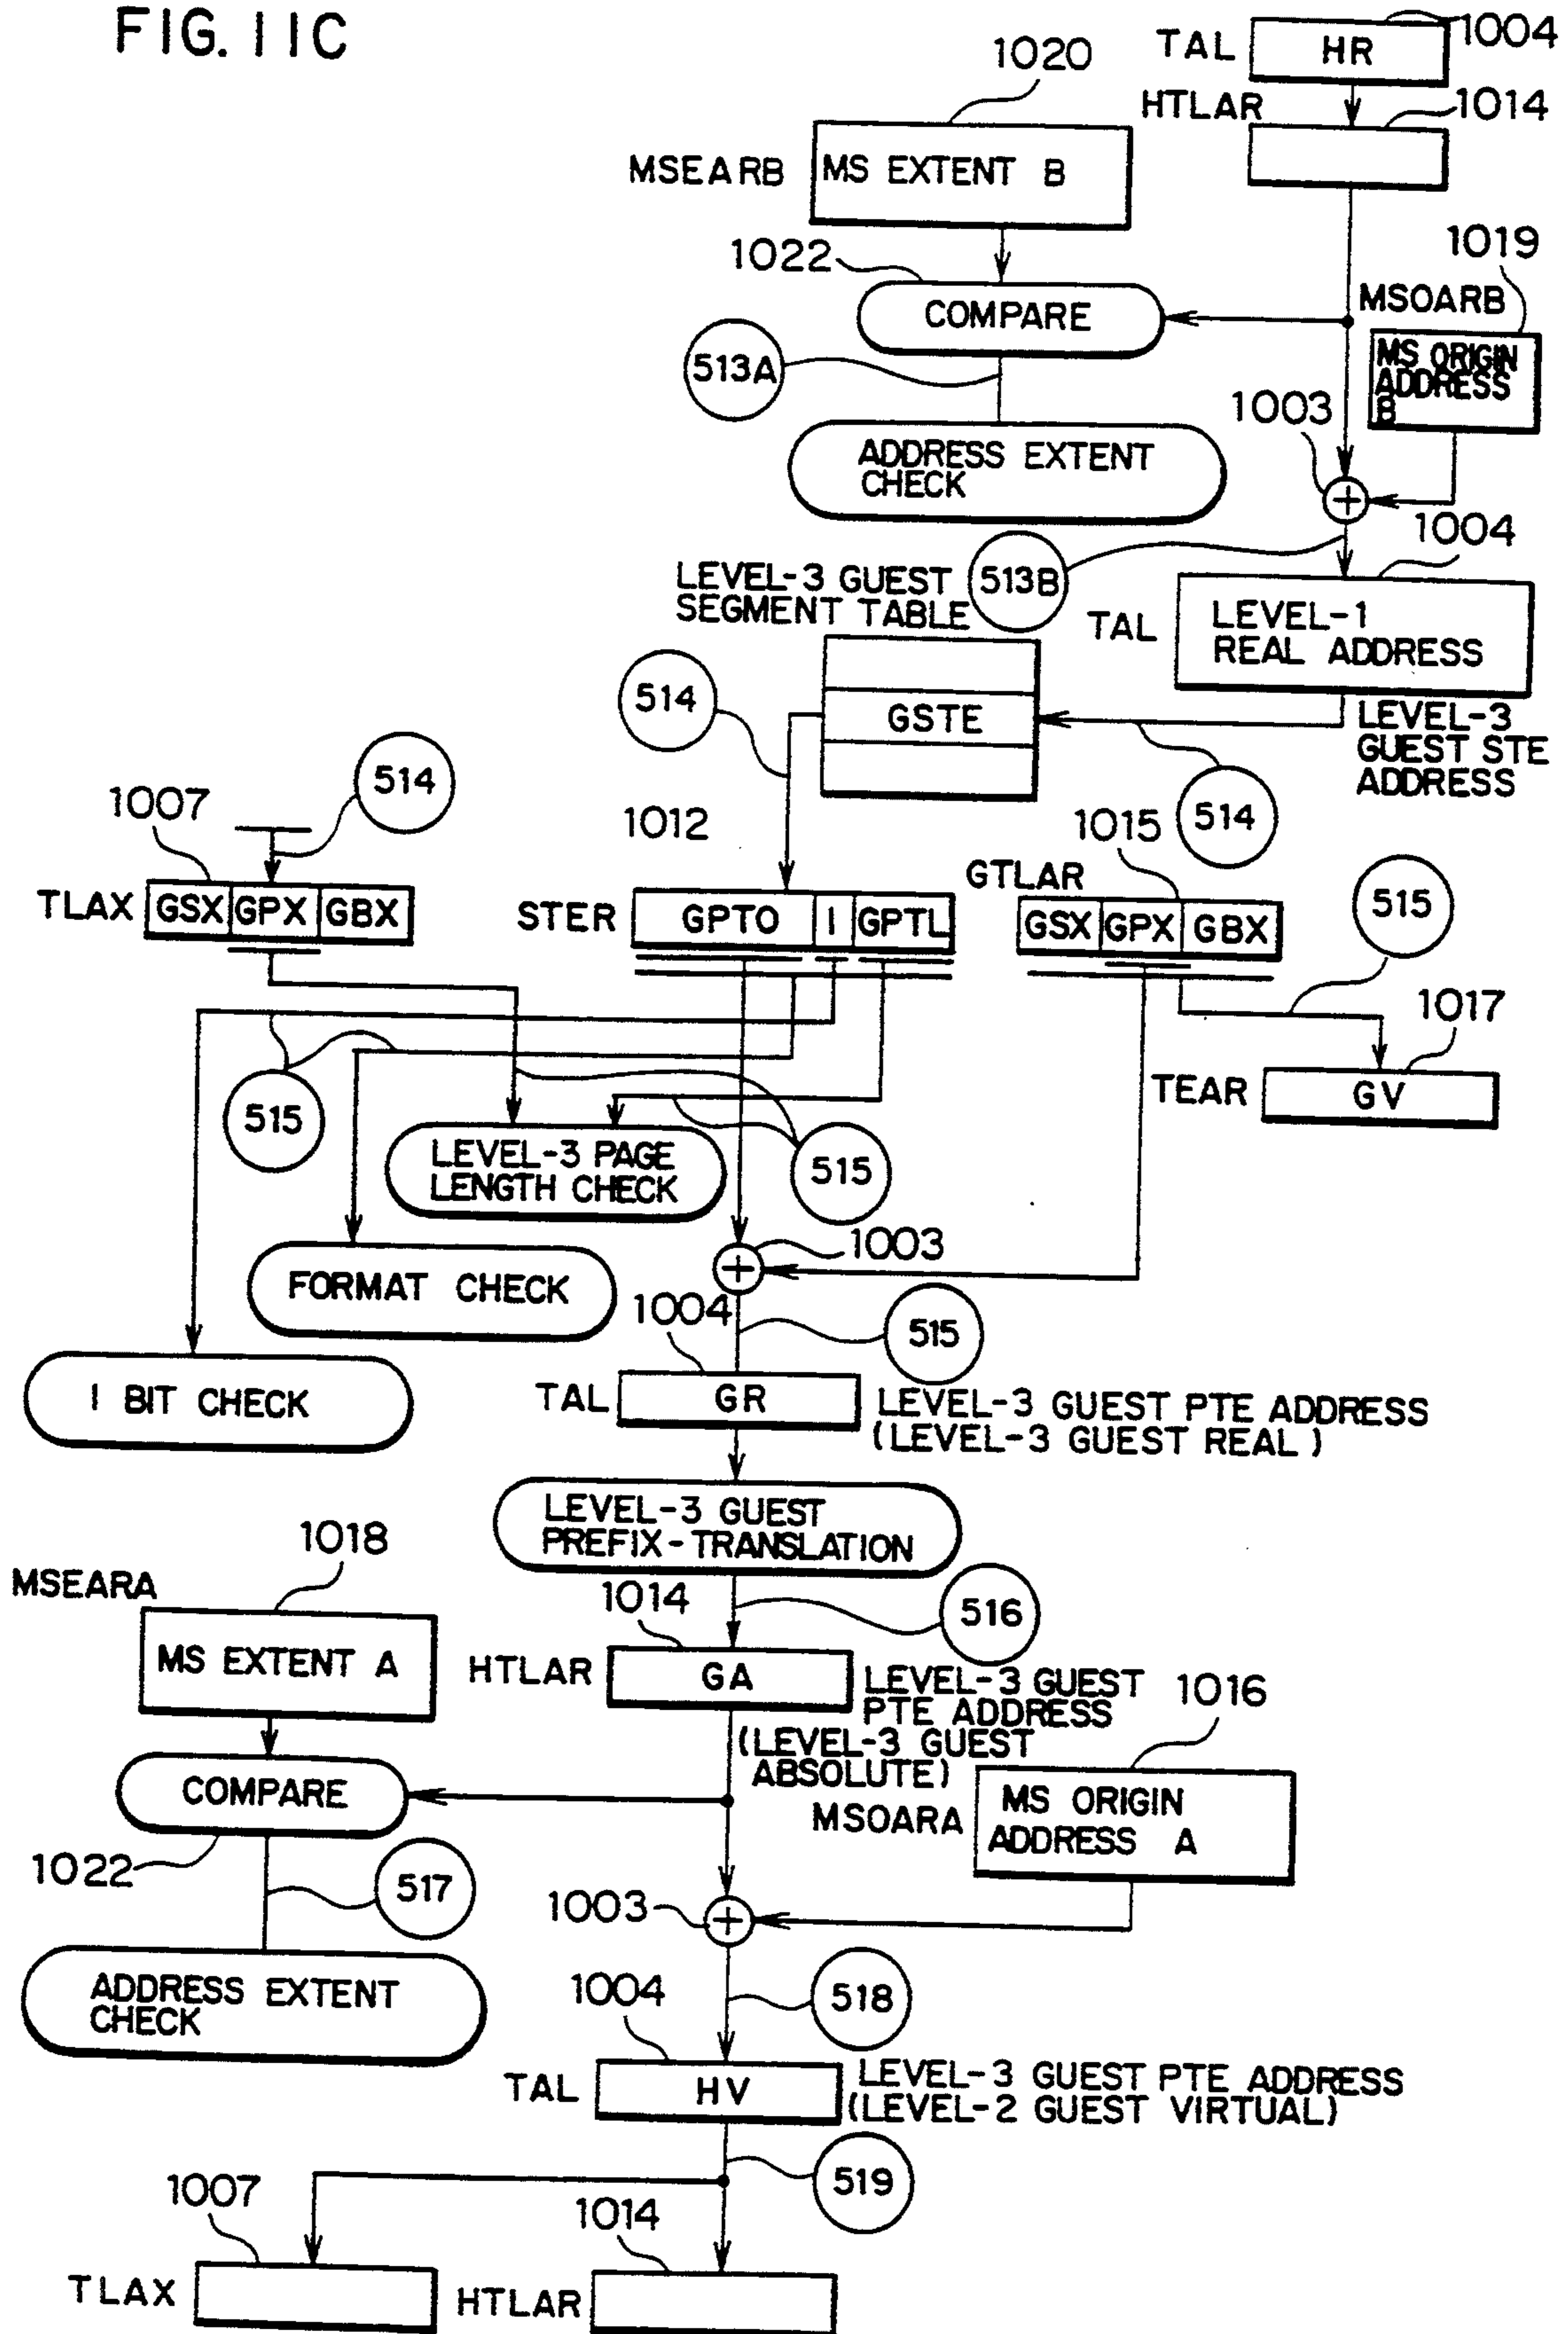 FIG. 11C
1004
TAL
HR
1020
HTLAR
1014
MSEARB
MS EXTENT B
1022
1019
COMPARE
MSOARB
513A
MS ORIGIN
ADDRESS
B
1003
ADDRESS EXTENT
CHECK
1004
LEVEL-3 GUEST
SEGMENT TABLE
513B
TAL
LEVEL-1
REAL ADDRESS
514
GSTE
LEVEL-3
GUEST STE
ADDRESS
514
1007
1012
1015
514
GTLAR
515
TLAX
GSX
GPX
GBX
STER
GPTO
I
GPTL
GSX
GPX
GBX
1017
515
TEAR
GV
LEVEL-3 PAGE
LENGTH CHECK
515
1003
FORMAT CHECK
1004
515
I BIT CHECK
TAL
GR
LEVEL-3 GUEST PTE ADDRESS
(LEVEL-3 GUEST REAL)
LEVEL-3 GUEST
PREFIX-TRANSLATION
1018
MSEARA
1014
516
MS EXTENT A
HTLAR
GA
LEVEL-3 GUEST
PTE ADDRESS
(LEVEL-3 GUEST
ABSOLUTE)
1016
COMPARE
MSOARA
MS ORIGIN
ADDRESS A
1022
517
1003
ADDRESS EXTENT
CHECK
1004
518
TAL
HV
LEVEL-3 GUEST PTE ADDRESS
(LEVEL-2 GUEST VIRTUAL)
519
1007
1014
TLAX
HTLAR